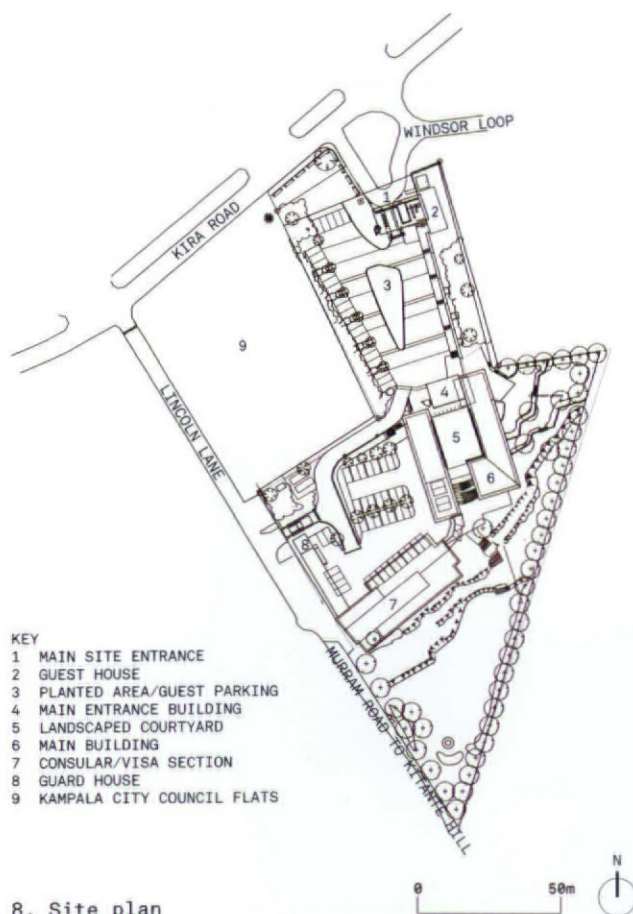 WINDSOR LOOP
1
2
KIRA ROAD
3
9
4
LINCOLN LANE
5
6
8
7
MURRAM ROAD TO KITANTE HILL
KEY
1 MAIN SITE ENTRANCE
2 GUEST HOUSE
3 PLANTED AREA/GUEST PARKING
4 MAIN ENTRANCE BUILDING
5 LANDSCAPED COURTYARD
6 MAIN BUILDING
7 CONSULAR/VISA SECTION
8 GUARD HOUSE
9 KAMPALA CITY COUNCIL FLATS
N
0 50m
8. Site plan